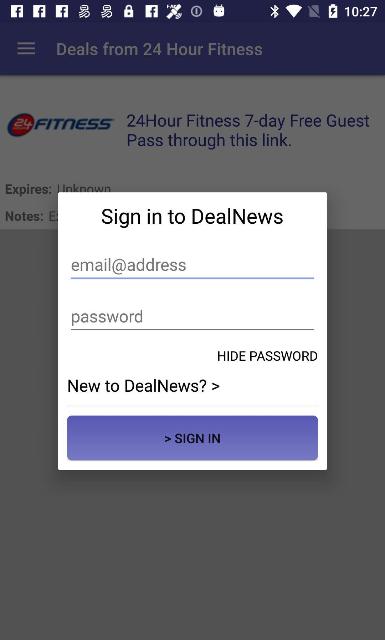 10:27
Deals from 24 Hour Fitness
24 FITNESS
24Hour Fitness 7-day Free Guest
Pass through this link.
Expires: Unknown
Notes: E
Sign in to DealNews
email@address
password
HIDE PASSWORD
New to DealNews? >
> SIGN IN